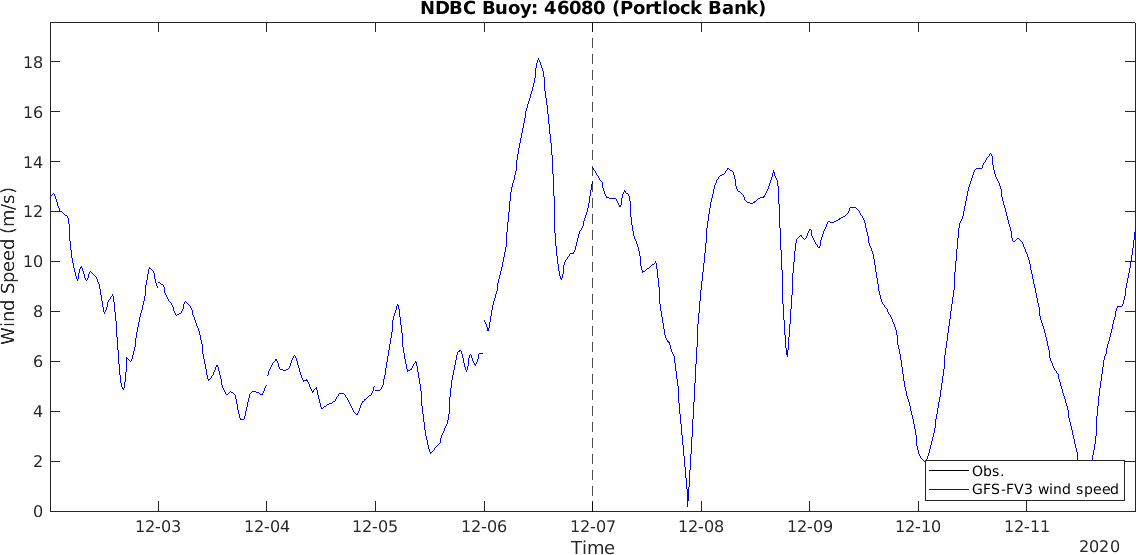 NDBC Buoy: 46080 (Portlock Bank)
18
16
14
12
10
8
6
4
2
0
Wind Speed (m/s)
Obs.
GFS-FV3 wind speed
12-03 12-04 12-05 12-06 12-07 12-08 12-09 12-10 12-11
Time
2020